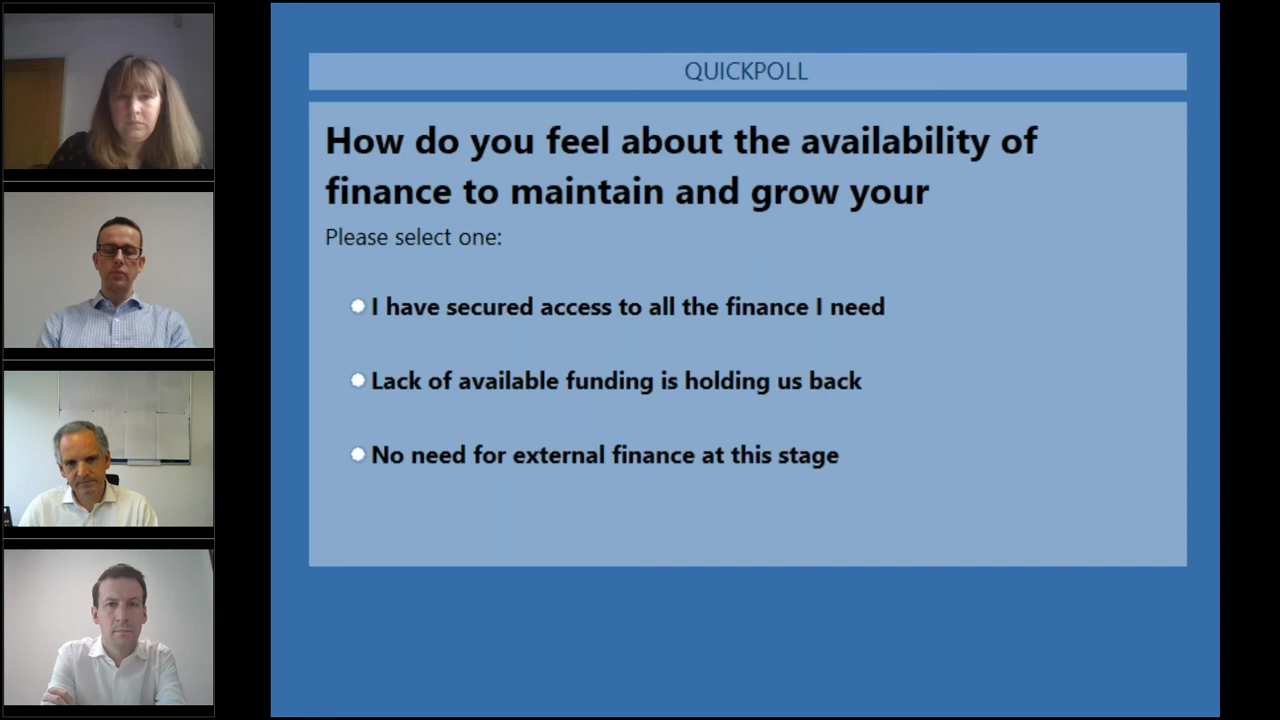 QUICKPOLL
How do you feel about the availability of
finance to maintain and grow your
Please select one:
I have secured access to all the finance I need
Lack of available funding is holding us back
No need for external finance at this stage